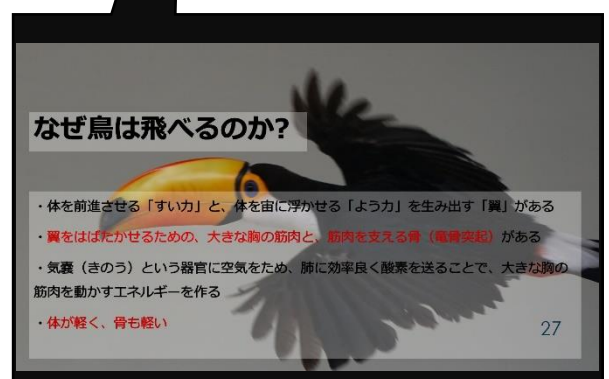 なぜ鳥は飛べるのか?
・体を前進させる「すい力」と、体を宙に浮かせる「よう力」を生み出す「翼」がある
・翼をはばたかせるための、大きな胸の筋肉と、筋肉を支える骨（竜骨突起）がある
・気嚢（きのう）という器官に空気をため、肺に効率良く酸素を送ることで、大きな胸の
筋肉を動かすエネルギーを作る
・体が軽く、骨も軽い
27